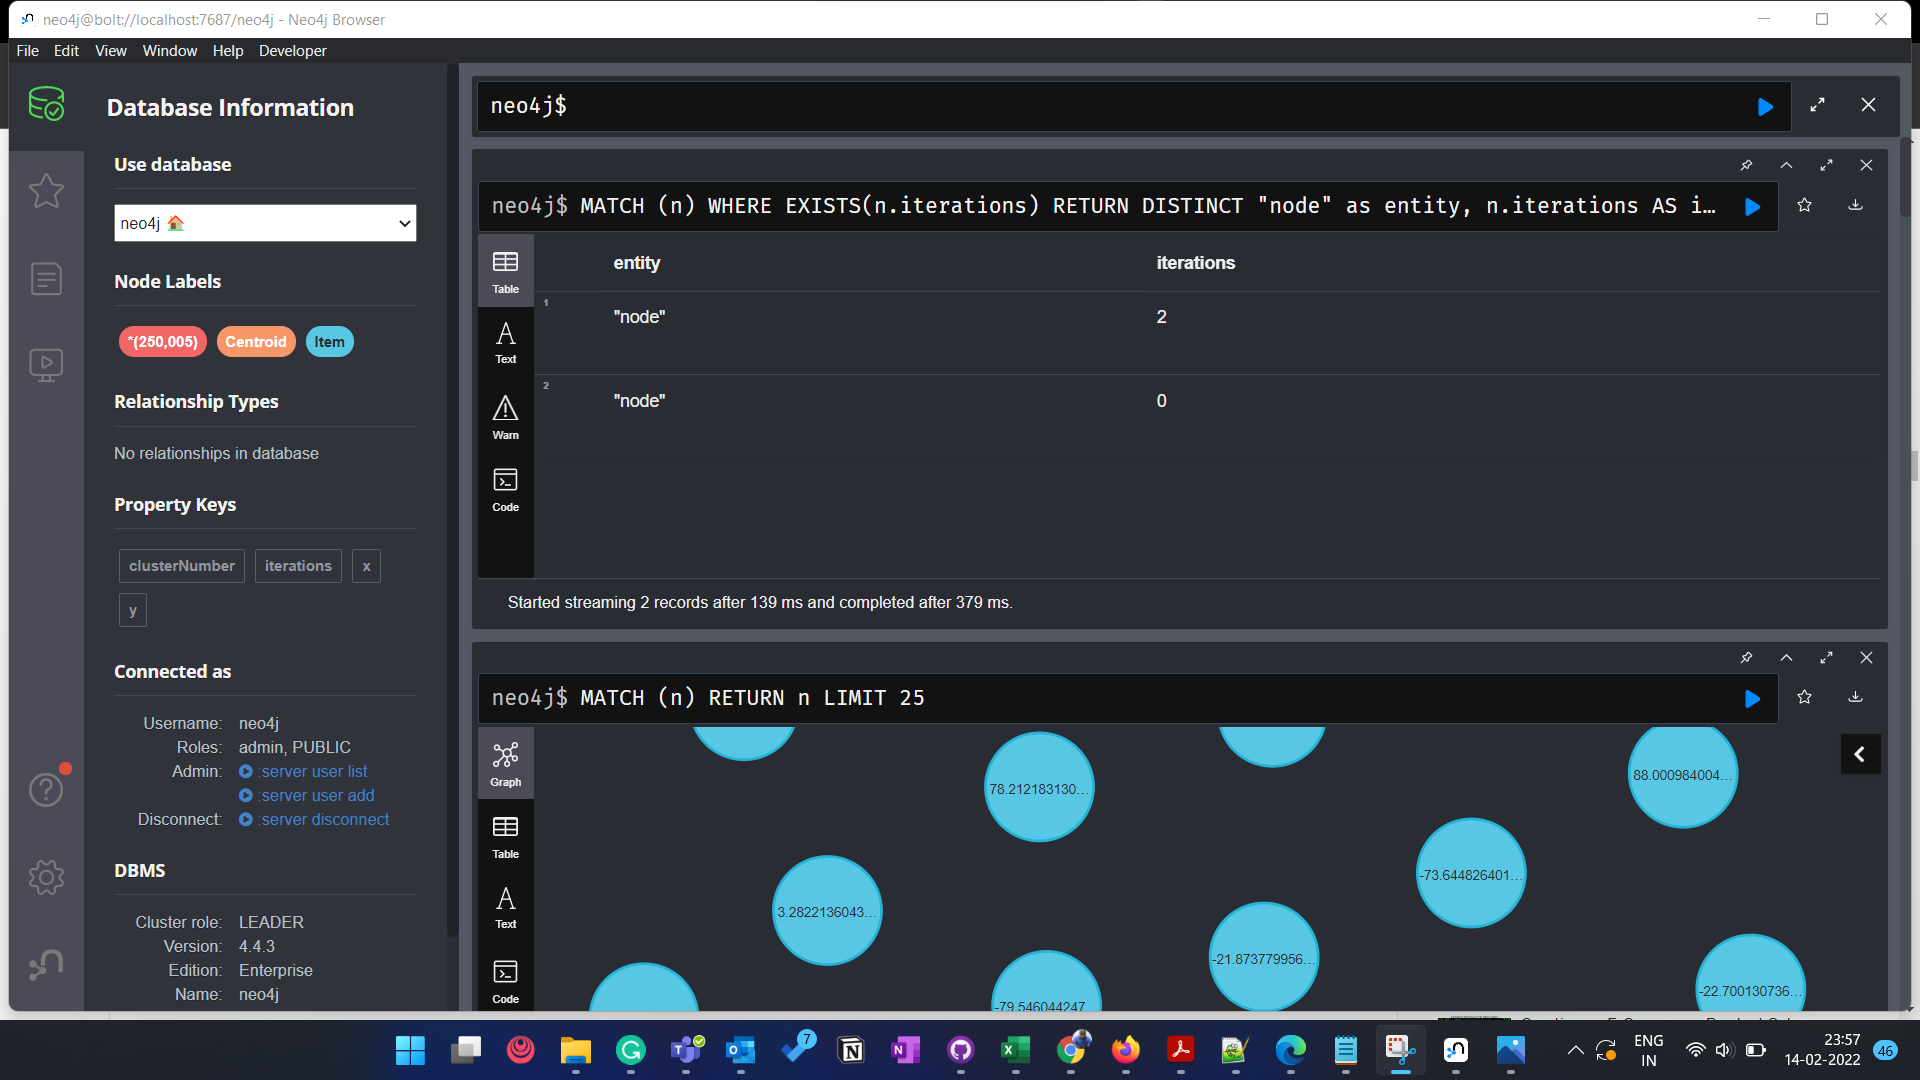 neo4j@bolt://localhost:7687/neo4j - Neo4j Browser
File Edit View Window Help Developer
Database Information
Use database
neo4j
Node Labels
*(250,005) Centroid Item
Relationship Types
No relationships in database
Property Keys
clusterNumber iterations x
y
Connected as
Username: neo4j
Roles: admin, PUBLIC
Admin: :server user list
:server user add
Disconnect: :server disconnect
DBMS
Cluster role: LEADER
Version: 4.4.3
Edition: Enterprise
Name: neo4j
neo4j$
neo4j$ MATCH (n) WHERE EXISTS(n.iterations) RETURN DISTINCT "node" as entity, n.iterations AS i…
Table
Text
Warn
Code
entity iterations
1 "node" 2
2 "node" 0
Started streaming 2 records after 139 ms and completed after 379 ms.
neo4j$ MATCH (n) RETURN n LIMIT 25
Graph
Table
Text
Code
78.212183130…
88.000984004…
-73.644826401…
3.2822136043…
-21.873779956…
-79.546044247
-22.700130736…
7
ENG
IN
23:57
14-02-2022
46